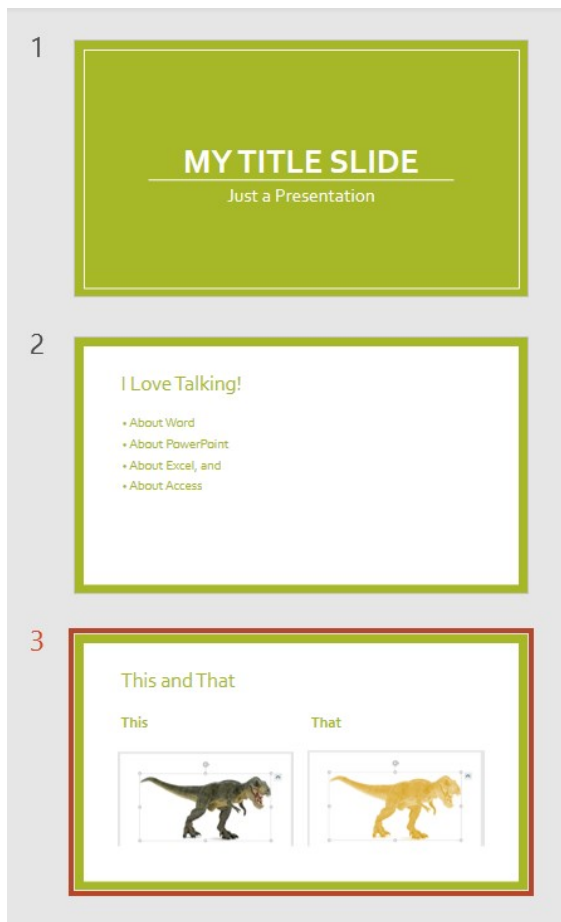 1
MY TITLE SLIDE
Just a Presentation
2
I Love Talking!
• About Word
• About PowerPoint
• About Excel, and
• About Access
3
This and That
This That